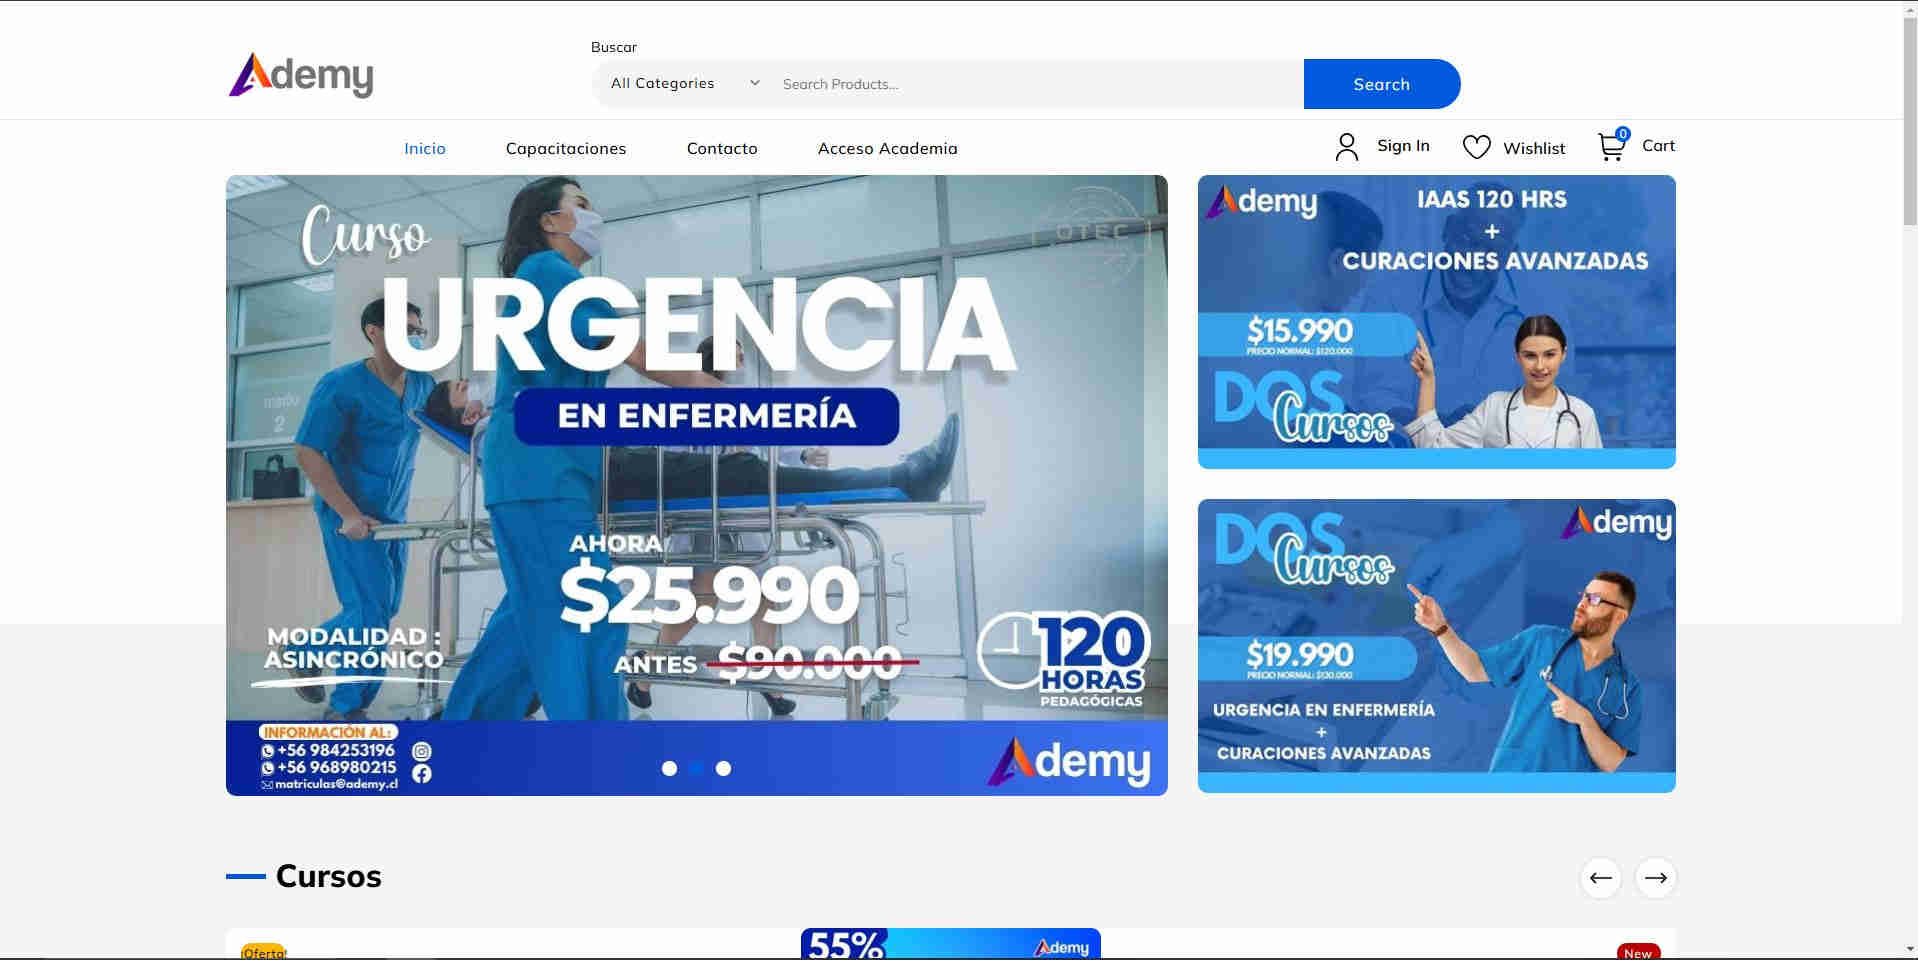 Buscar
Ademy
All Categories
Search Products...
Search
Inicio
Capacitaciones
Contacto
Acceso Academia
Sign In
Wishlist
0
Cart
Curso
OTEC
URGENCIA
EN ENFERMERÍA
2
AHORA
$25.990
ANTES $90.000
MODALIDAD :
ASINCRÓNICO
120
HORAS
PEDAGÓGICAS
INFORMACIÓN AL:
+56 984253196
+56 968980215
matriculas@ademy.cl
Ademy
Ademy
IAAS 120 HRS
+
CURACIONES AVANZADAS
$15.990
PRECIO NORMAL: $120.000
DOS
Cursos
DOS
Cursos
Ademy
$19.990
PRECIO NORMAL: $130.000
URGENCIA EN ENFERMERÍA
+
CURACIONES AVANZADAS
Cursos
¡Oferta!
55%
Ademy
New